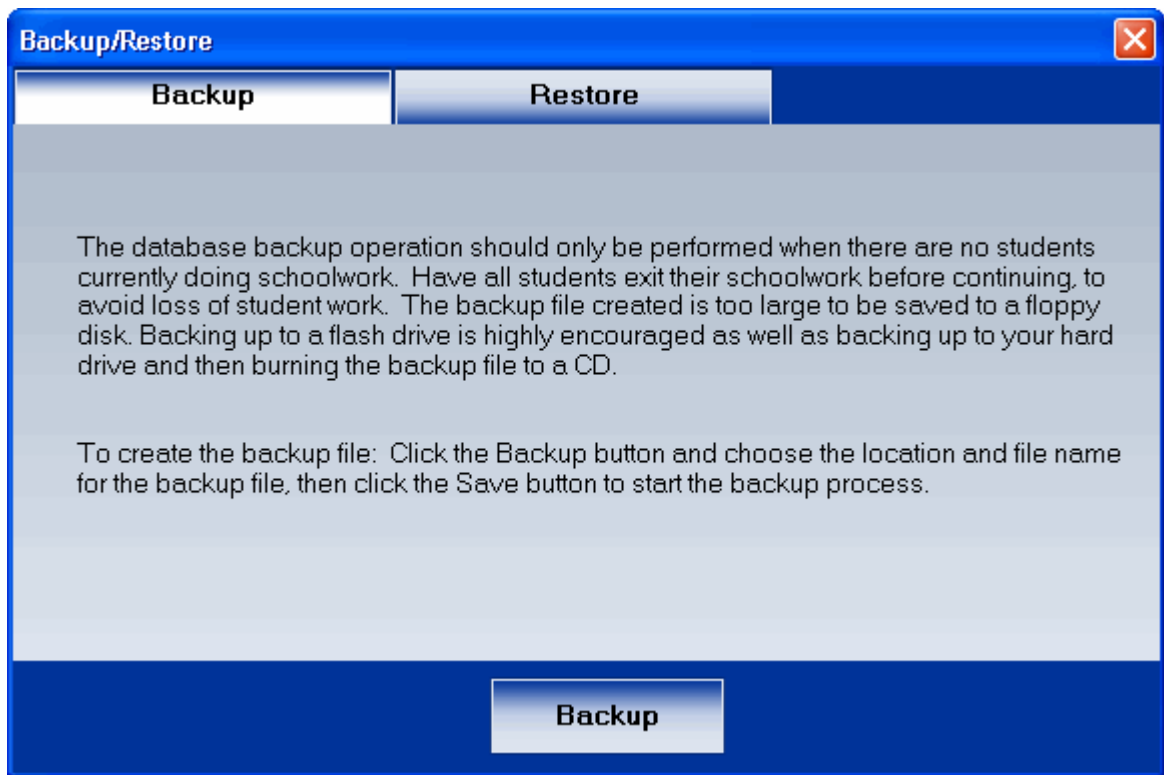 Backup/Restore
Backup
Restore
The database backup operation should only be performed when there are no students
currently doing schoolwork.  Have all students exit their schoolwork before continuing, to
avoid loss of student work.  The backup file created is too large to be saved to a floppy
disk. Backing up to a flash drive is highly encouraged as well as backing up to your hard
drive and then burning the backup file to a CD.
To create the backup file:  Click the Backup button and choose the location and file name
for the backup file, then click the Save button to start the backup process.
Backup